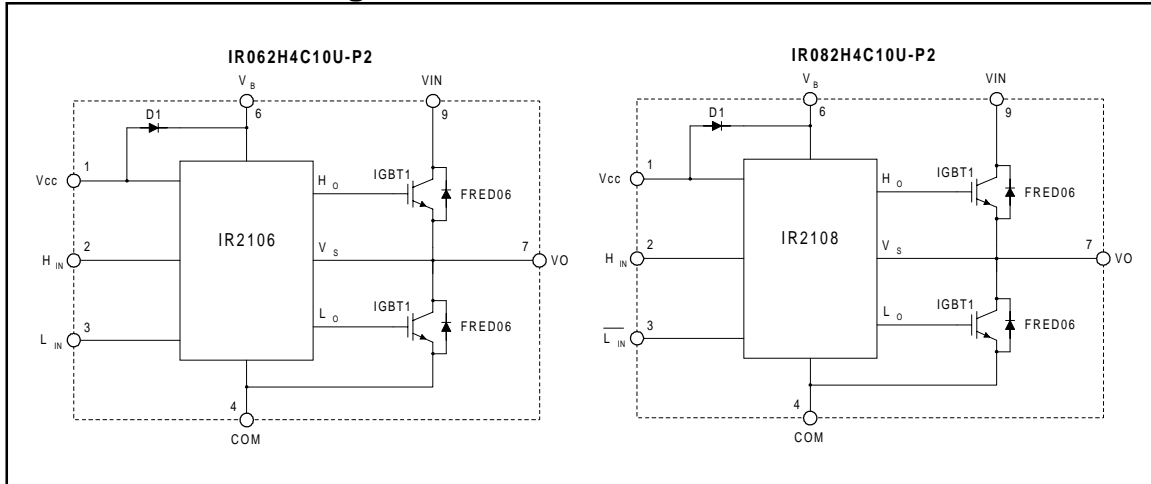 IR062H4C10U-P2
V B
VIN
6
9
D1
1
Vcc
H O
IGBT1
FRED06
IR2106
2
H IN
V S
7
VO
IGBT1
3
L IN
L O
FRED06
4
COM
IR082H4C10U-P2
V B
VIN
6
9
D1
1
Vcc
H O
IGBT1
FRED06
IR2108
2
H IN
V S
7
VO
IGBT1
3
L IN
L O
FRED06
4
COM